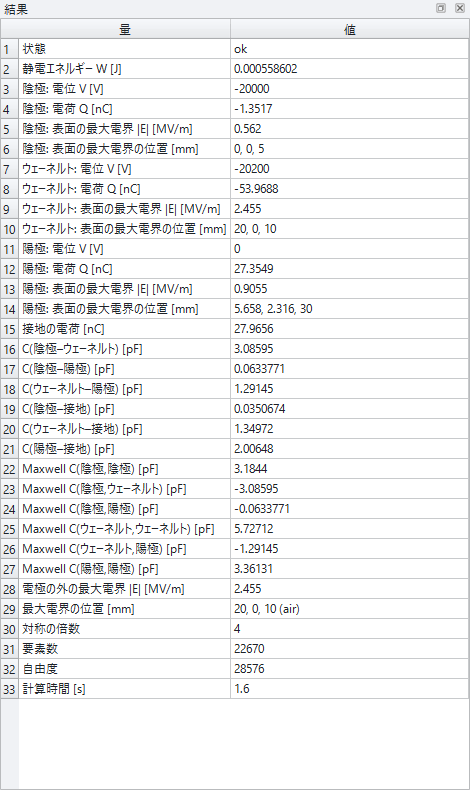 結果
量 値
1 状態 ok
2 静電エネルギー W [J] 0.000558602
3 陰極: 電位 V [V] -20000
4 陰極: 電荷 Q [nC] -1.3517
5 陰極: 表面の最大電界 |E| [MV/m] 0.562
6 陰極: 表面の最大電界の位置 [mm] 0, 0, 5
7 ウェーネルト: 電位 V [V] -20200
8 ウェーネルト: 電荷 Q [nC] -53.9688
9 ウェーネルト: 表面の最大電界 |E| [MV/m] 2.455
10 ウェーネルト: 表面の最大電界の位置 [mm] 20, 0, 10
11 陽極: 電位 V [V] 0
12 陽極: 電荷 Q [nC] 27.3549
13 陽極: 表面の最大電界 |E| [MV/m] 0.9055
14 陽極: 表面の最大電界の位置 [mm] 5.658, 2.316, 30
15 接地の電荷 [nC] 27.9656
16 C(陰極–ウェーネルト) [pF] 3.08595
17 C(陰極–陽極) [pF] 0.0633771
18 C(ウェーネルト–陽極) [pF] 1.29145
19 C(陰極–接地) [pF] 0.0350674
20 C(ウェーネルト–接地) [pF] 1.34972
21 C(陽極–接地) [pF] 2.00648
22 Maxwell C(陰極,陰極) [pF] 3.1844
23 Maxwell C(陰極,ウェーネルト) [pF] -3.08595
24 Maxwell C(陰極,陽極) [pF] -0.0633771
25 Maxwell C(ウェーネルト,ウェーネルト) [pF] 5.72712
26 Maxwell C(ウェーネルト,陽極) [pF] -1.29145
27 Maxwell C(陽極,陽極) [pF] 3.36131
28 電極の外の最大電界 |E| [MV/m] 2.455
29 最大電界の位置 [mm] 20, 0, 10 (air)
30 対称の倍数 4
31 要素数 22670
32 自由度 28576
33 計算時間 [s] 1.6